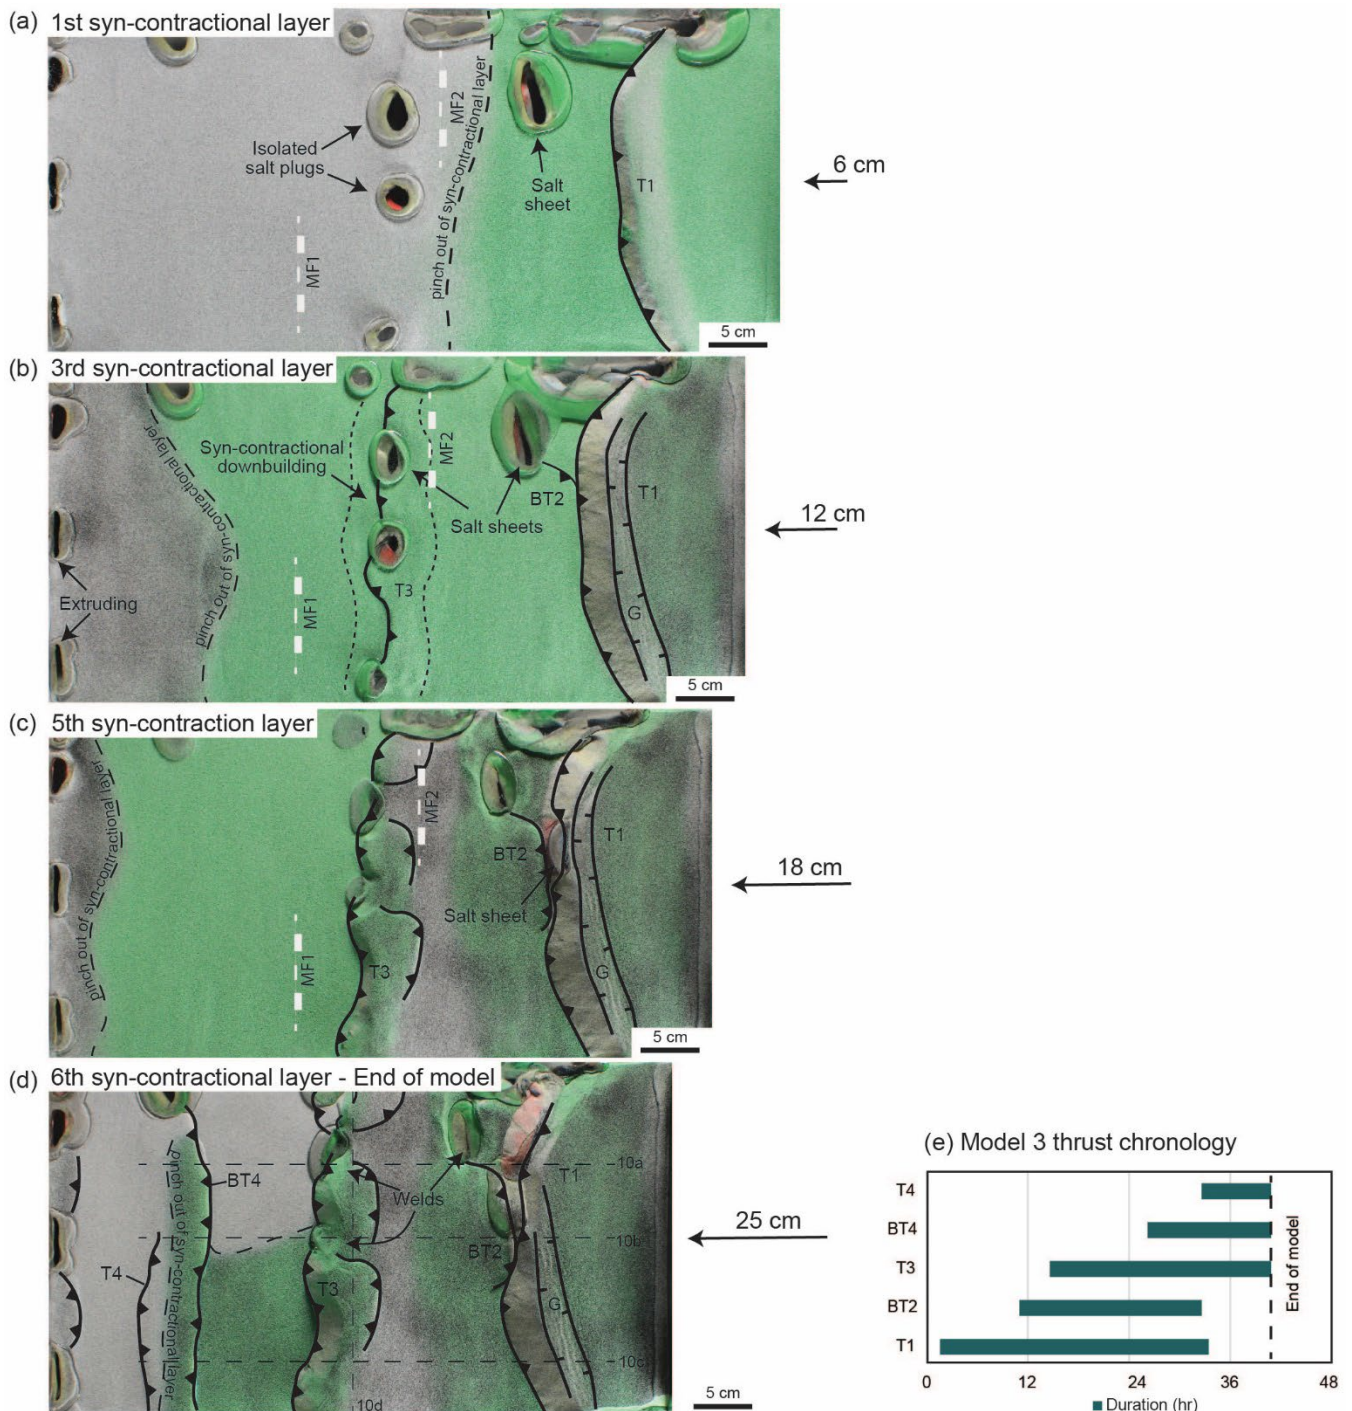 (a) 1st syn-contractional layer
MF2
Isolated
salt plugs
pinch out of syn-contractional layer
Salt
sheet
T1
MF1
6 cm
5 cm
(b) 3rd syn-contractional layer
pinch out of syn-contractional layer
Syn-contractional
downbuilding
MF2
BT2
T1
Salt sheets
12 cm
Extruding
MF1
T3
G
5 cm
(c) 5th syn-contraction layer
pinch out of syn-contractional layer
MF2
T1
BT2
18 cm
Salt sheet
MF1
T3
G
5 cm
(d) 6th syn-contractional layer - End of model
pinch out of syn-contractional layer
10a
BT4
T1
Welds
25 cm
10b
BT2
T4
T3
G
10c
10d
5 cm
(e) Model 3 thrust chronology
T4
BT4
T3
BT2
T1
End of model
0 12 24 36 48
Duration (hr)